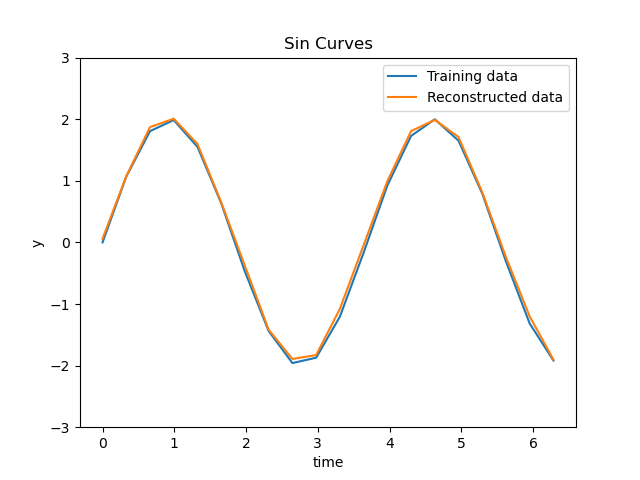 Sin Curves
Training data
Reconstructed data
3
2
1
0
−1
−2
−3
y
0 1 2 3 4 5 6
time